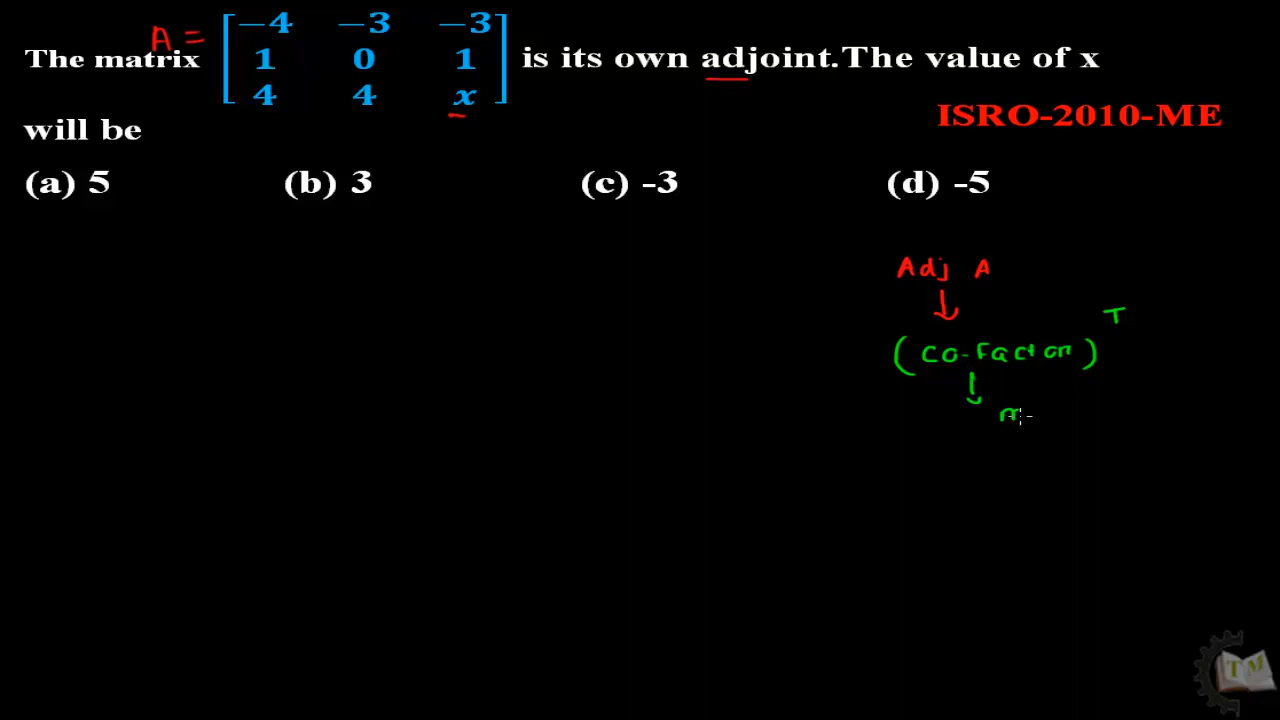 A =
The matrix [−4 −3 −3
1 0 1
4 4 x] is its own adjoint.The value of x
will be
ISRO-2010-ME
(a) 5 (b) 3 (c) -3 (d) -5
Adj A
(Co-Factor)ᵀ
m
TM